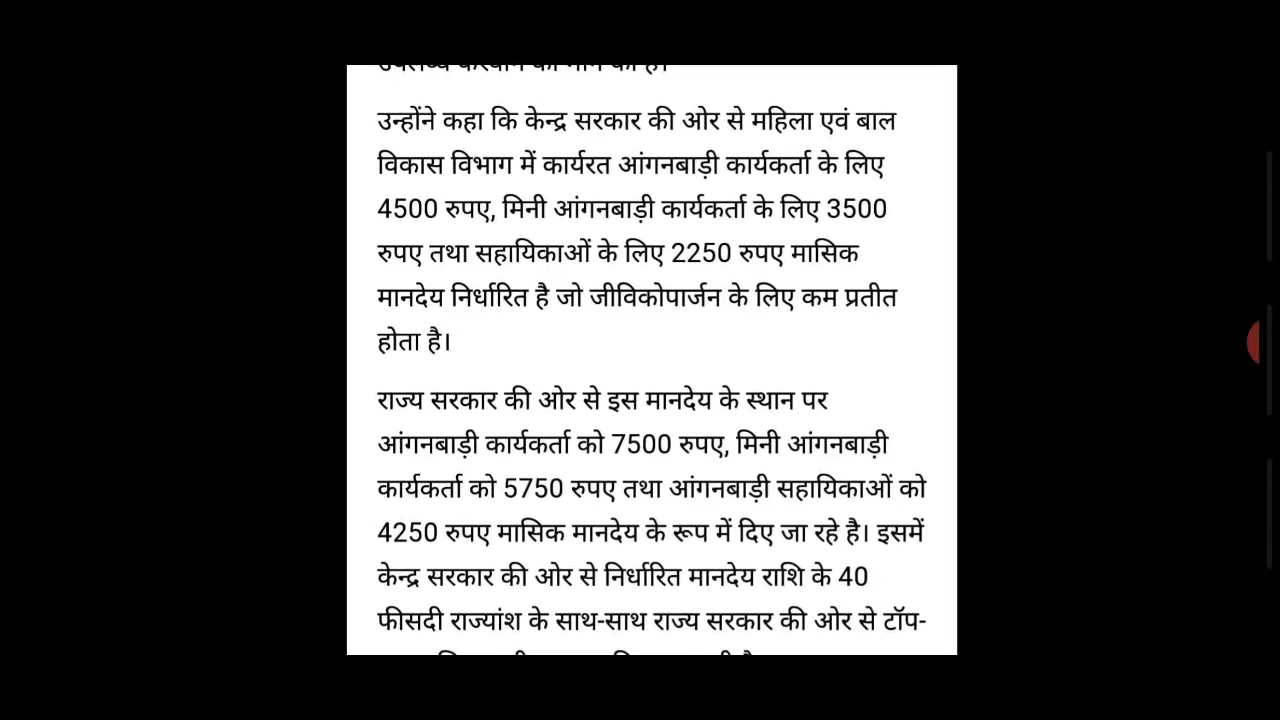 उन्होंने कहा कि केन्द्र सरकार की ओर से महिला एवं बाल
विकास विभाग में कार्यरत आंगनबाड़ी कार्यकर्ता के लिए
4500 रुपए, मिनी आंगनबाड़ी कार्यकर्ता के लिए 3500
रुपए तथा सहायिकाओं के लिए 2250 रुपए मासिक
मानदेय निर्धारित है जो जीविकोपार्जन के लिए कम प्रतीत
होता है।
राज्य सरकार की ओर से इस मानदेय के स्थान पर
आंगनबाड़ी कार्यकर्ता को 7500 रुपए, मिनी आंगनबाड़ी
कार्यकर्ता को 5750 रुपए तथा आंगनबाड़ी सहायिकाओं को
4250 रुपए मासिक मानदेय के रूप में दिए जा रहे है। इसमें
केन्द्र सरकार की ओर से निर्धारित मानदेय राशि के 40
फीसदी राज्यांश के साथ-साथ राज्य सरकार की ओर से टॉप-